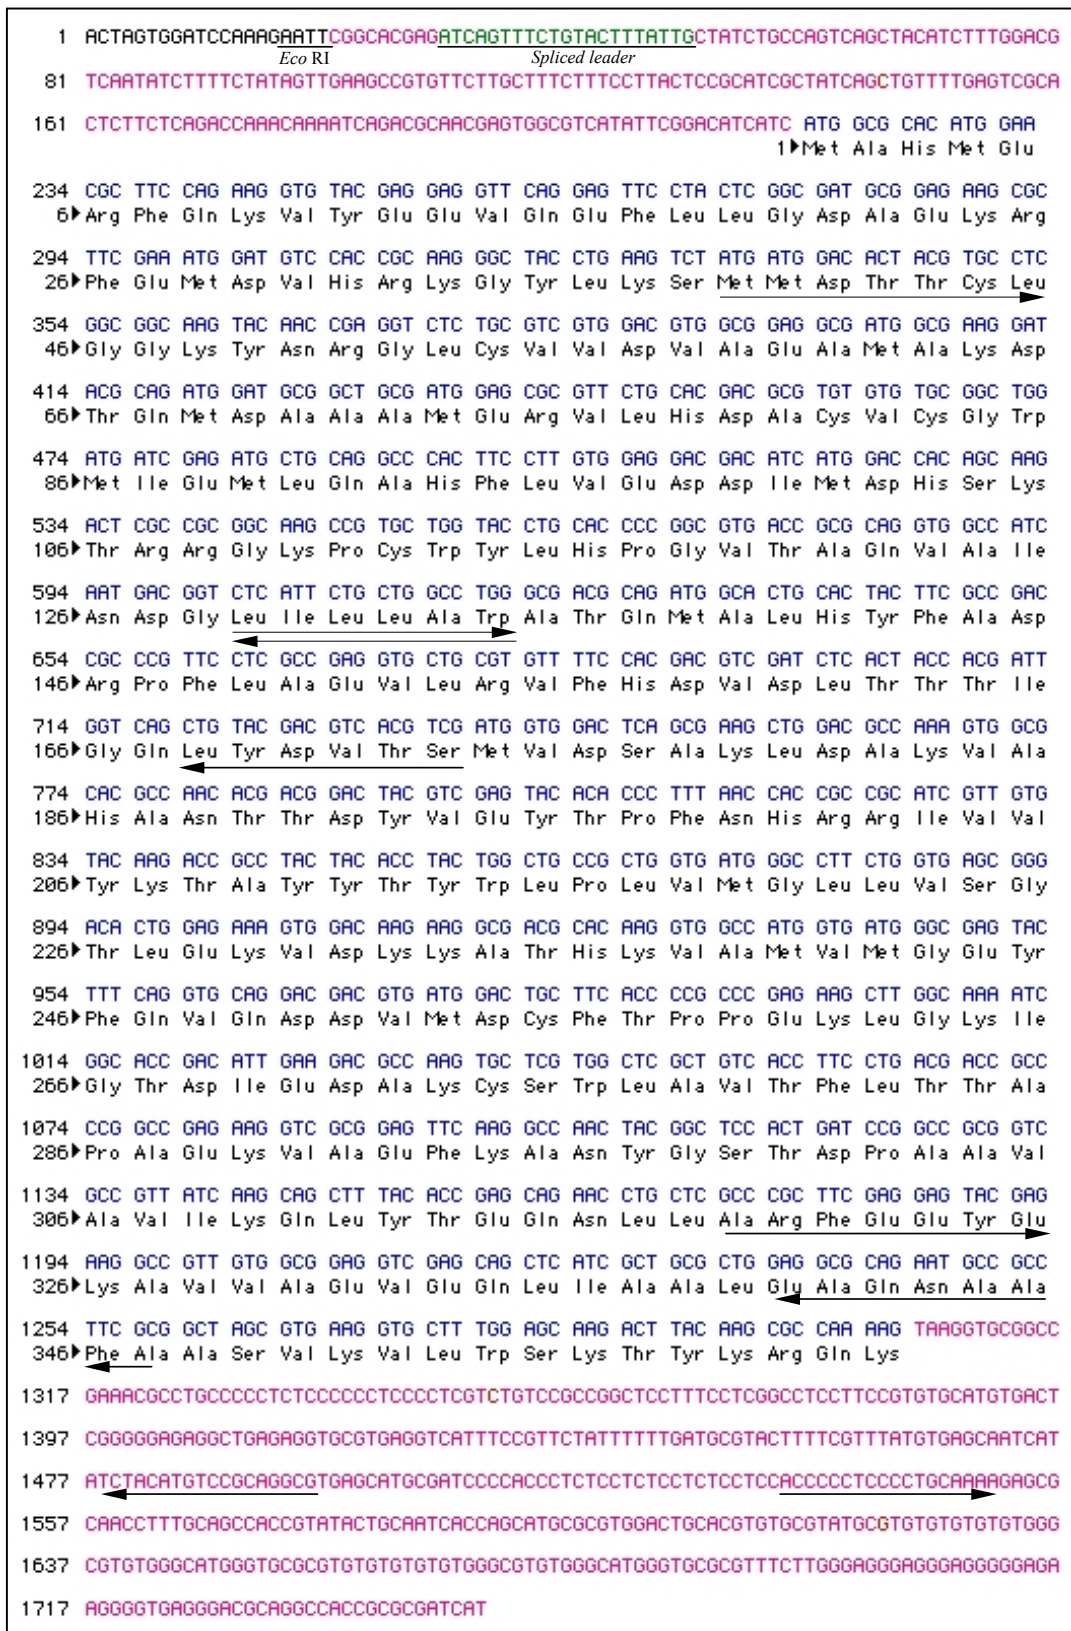 1 ACTAGTGGATCCAAAGAATTCGGCACGAGATCAGTTTCTGTACTTTATTGCTATCTGCCAGTCAGCTACATCTTTGGACG
Eco RI Spliced leader
81 TCAATATCTTTTCTATAGTTGAAGCCGTGTTCTTGCTTTCTTTCCTTACTCCGCATCGCTATCAGCTGTTTTGAGTCGCA
161 CTCTTCTCAGACCAAACAAAATCAGACGCAACGAGTGGCGTCATATTCGGACATCATC ATG GCG CAC ATG GAA
1 Met Ala His Met Glu
234 CGC TTC CAG AAG GTG TAC GAG GAG GTT CAG GAG TTC CTA CTC GGC GAT GCG GAG AAG CGC
6 Arg Phe Gln Lys Val Tyr Glu Glu Val Gln Glu Phe Leu Leu Gly Asp Ala Glu Lys Arg
294 TTC GAA ATG GAT GTC CAC CGC AAG GGC TAC CTG AAG TCT ATG ATG GAC ACT ACG TGC CTC
26 Phe Glu Met Asp Val His Arg Lys Gly Tyr Leu Lys Ser Met Met Asp Thr Thr Cys Leu
354 GGC GGC AAG TAC AAC CGA GGT CTC TGC GTC GTG GAC GTG GCG GAG GCG ATG GCG AAG GAT
46 Gly Gly Lys Tyr Asn Arg Gly Leu Cys Val Val Asp Val Ala Glu Ala Met Ala Lys Asp
414 ACG CAG ATG GAT GCG GCT GCG ATG GAG CGC GTT CTG CAC GAC GCG TGT GTG TGC GGC TGG
66 Thr Gln Met Asp Ala Ala Ala Met Glu Arg Val Leu His Asp Ala Cys Val Cys Gly Trp
474 ATG ATC GAG ATG CTG CAG GCC CAC TTC CTT GTG GAG GAC GAC ATC ATG GAC CAC AGC AAG
86 Met Ile Glu Met Leu Gln Ala His Phe Leu Val Glu Asp Asp Ile Met Asp His Ser Lys
534 ACT CGC CGC GGC AAG CCG TGC TGG TAC CTG CAC CCC GGC GTG ACC GCG CAG GTG GCC ATC
106 Thr Arg Arg Gly Lys Pro Cys Trp Tyr Leu His Pro Gly Val Thr Ala Gln Val Ala Ile
594 AAT GAC GGT CTC ATT CTG CTG GCC TGG GCG ACG CAG ATG GCA CTG CAC TAC TTC GCC GAC
126 Asn Asp Gly Leu Ile Leu Leu Ala Trp Ala Thr Gln Met Ala Leu His Tyr Phe Ala Asp
654 CGC CCG TTC CTC GCC GAG GTG CTG CGT GTT TTC CAC GAC GTC GAT CTC ACT ACC ACG ATT
146 Arg Pro Phe Leu Ala Glu Val Leu Arg Val Phe His Asp Val Asp Leu Thr Thr Thr Ile
714 GGT CAG CTG TAC GAC GTC ACG TCG ATG GTG GAC TCA GCG AAG CTG GAC GCC AAA GTG GCG
166 Gly Gln Leu Tyr Asp Val Thr Ser Met Val Asp Ser Ala Lys Leu Asp Ala Lys Val Ala
774 CAC GCC AAC ACG ACG GAC TAC GTC GAG TAC ACA CCC TTT AAC CAC CGC CGC ATC GTT GTG
186 His Ala Asn Thr Thr Asp Tyr Val Glu Tyr Thr Pro Phe Asn His Arg Arg Ile Val Val
834 TAC AAG ACC GCC TAC TAC ACC TAC TGG CTG CCG CTG GTG ATG GGC CTT CTG GTG AGC GGG
206 Tyr Lys Thr Ala Tyr Tyr Thr Tyr Trp Leu Pro Leu Val Met Gly Leu Leu Val Ser Gly
894 ACA CTG GAG AAA GTG GAC AAG AAG GCG ACG CAC AAG GTG GCC ATG GTG ATG GGC GAG TAC
226 Thr Leu Glu Lys Val Asp Lys Lys Ala Thr His Lys Val Ala Met Val Met Gly Glu Tyr
954 TTT CAG GTG CAG GAC GAC GTG ATG GAC TGC TTC ACC CCG CCC GAG AAG CTT GGC AAA ATC
246 Phe Gln Val Gln Asp Asp Val Met Asp Cys Phe Thr Pro Pro Glu Lys Leu Gly Lys Ile
1014 GGC ACC GAC ATT GAA GAC GCC AAG TGC TCG TGG CTC GCT GTC ACC TTC CTG ACG ACC GCC
266 Gly Thr Asp Ile Glu Asp Ala Lys Cys Ser Trp Leu Ala Val Thr Phe Leu Thr Thr Ala
1074 CCG GCC GAG AAG GTC GCG GAG TTC AAG GCC AAC TAC GGC TCC ACT GAT CCG GCC GCG GTC
286 Pro Ala Glu Lys Val Ala Glu Phe Lys Ala Asn Tyr Gly Ser Thr Asp Pro Ala Ala Val
1134 GCC GTT ATC AAG CAG CTT TAC ACC GAG CAG AAC CTG CTC GCC CGC TTC GAG GAG TAC GAG
306 Ala Val Ile Lys Gln Leu Tyr Thr Glu Gln Asn Leu Leu Ala Arg Phe Glu Glu Tyr Glu
1194 AAG GCC GTT GTG GCG GAG GTC GAG CAG CTC ATC GCT GCG CTG GAG GCG CAG AAT GCC GCC
326 Lys Ala Val Val Ala Glu Val Glu Gln Leu Ile Ala Ala Leu Glu Ala Gln Asn Ala Ala
1254 TTC GCG GCT AGC GTG AAG GTG CTT TGG AGC AAG ACT TAC AAG CGC CAA AAG TAAGGTGCGGCC
346 Phe Ala Ala Ser Val Lys Val Leu Trp Ser Lys Thr Tyr Lys Arg Gln Lys
1317 GAAACGCCTGCCCCCTCTCCCCCCTCCCCTCGTCTGTCCGCCGGCTCCTTTCCTCGGCCTCCTTCCGTGTGCATGTGACT
1397 CGGGGGAGAGGCTGAGAGGTGCGTGAGGTCATTTCCGTTCTATTTTTTGATGCGTACTTTTCGTTTATGTGAGCAATCAT
1477 ATCTACATGTCCGCAGGCGTGAGCATGCGATCCCCACCCTCTCCTCTCCTCTCCTCCACCCCCTCCCCTGCAAAAGAGCG
1557 CAACCTTTGCAGCCACCGTATACTGCAATCACCAGCATGCGCGTGGACTGCACGTGTGCGTATGCGTGTGTGTGTGTGGG
1637 CGTGTGGGCATGGGTGCGCGTGTGTGTGTGTGGGCGTGTGGGCATGGGTGCGCGTTTCTTGGGAGGGAGGGAGGGGGAGA
1717 AGGGGTGAGGGACGCAGGCCACCGCGCGATCAT